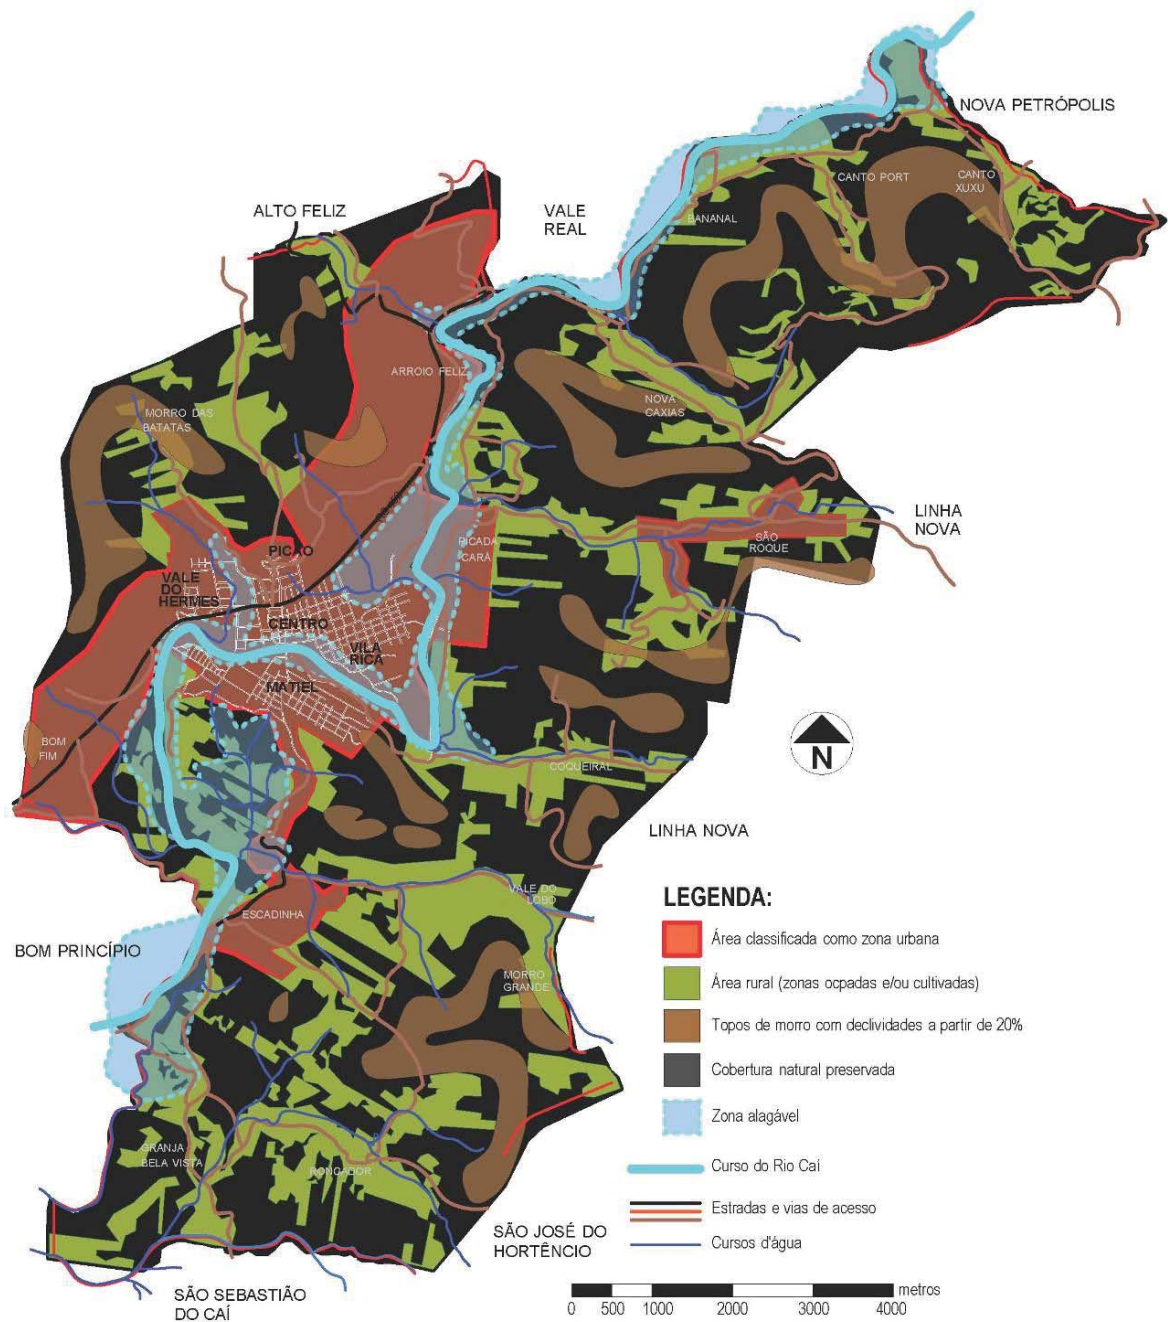 NOVA PETRÓPOLIS
CANTO PORT
CANTO
XUXU
ALTO FELIZ
VALE
REAL
BANANAL
ARROIO FELIZ
NOVA
CAXIAS
MORRO DAS
BATATAS
LINHA
NOVA
SÃO
ROQUE
PICADA
CARÁ
PICÃO
VALE
DO
HERMES
CENTRO
VILA
RICA
MATIEL
BOM
FIM
N
COQUEIRAL
LINHA NOVA
VALE DO
LOBO
ESCADINHA
BOM PRINCÍPIO
MORRO
GRANDE
LEGENDA:
Área classificada como zona urbana
Área rural (zonas ocpadas e/ou cultivadas)
Topos de morro com declividades a partir de 20%
Cobertura natural preservada
Zona alagável
Curso do Rio Caí
Estradas e vias de acesso
Cursos d'água
GRANJA
BELA VISTA
RONCADOR
SÃO JOSÉ DO
HORTÊNCIO
SÃO SEBASTIÃO
DO CAÍ
metros
0 500 1000 2000 3000 4000